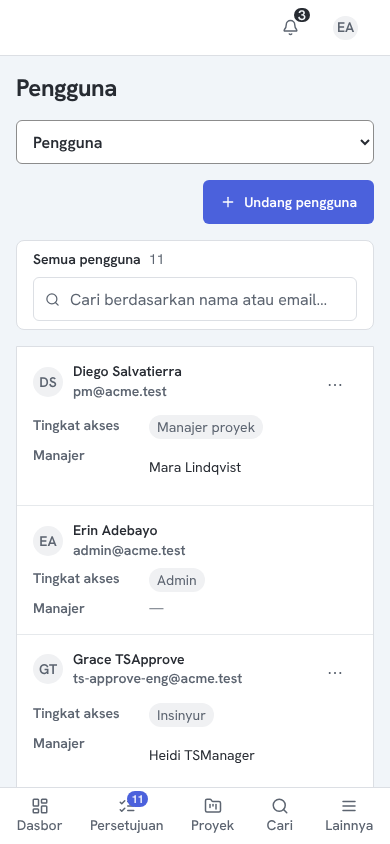 3
EA
Pengguna
Pengguna
Undang pengguna
Semua pengguna 11
Cari berdasarkan nama atau email...
DS
Diego Salvatierra
pm@acme.test
...
Tingkat akses
Manajer proyek
Manajer
Mara Lindqvist
EA
Erin Adebayo
admin@acme.test
Tingkat akses
Admin
Manajer
—
GT
Grace TSApprove
ts-approve-eng@acme.test
...
Tingkat akses
Insinyur
Manajer
Heidi TSManager
11
Dasbor
Persetujuan
Proyek
Cari
Lainnya